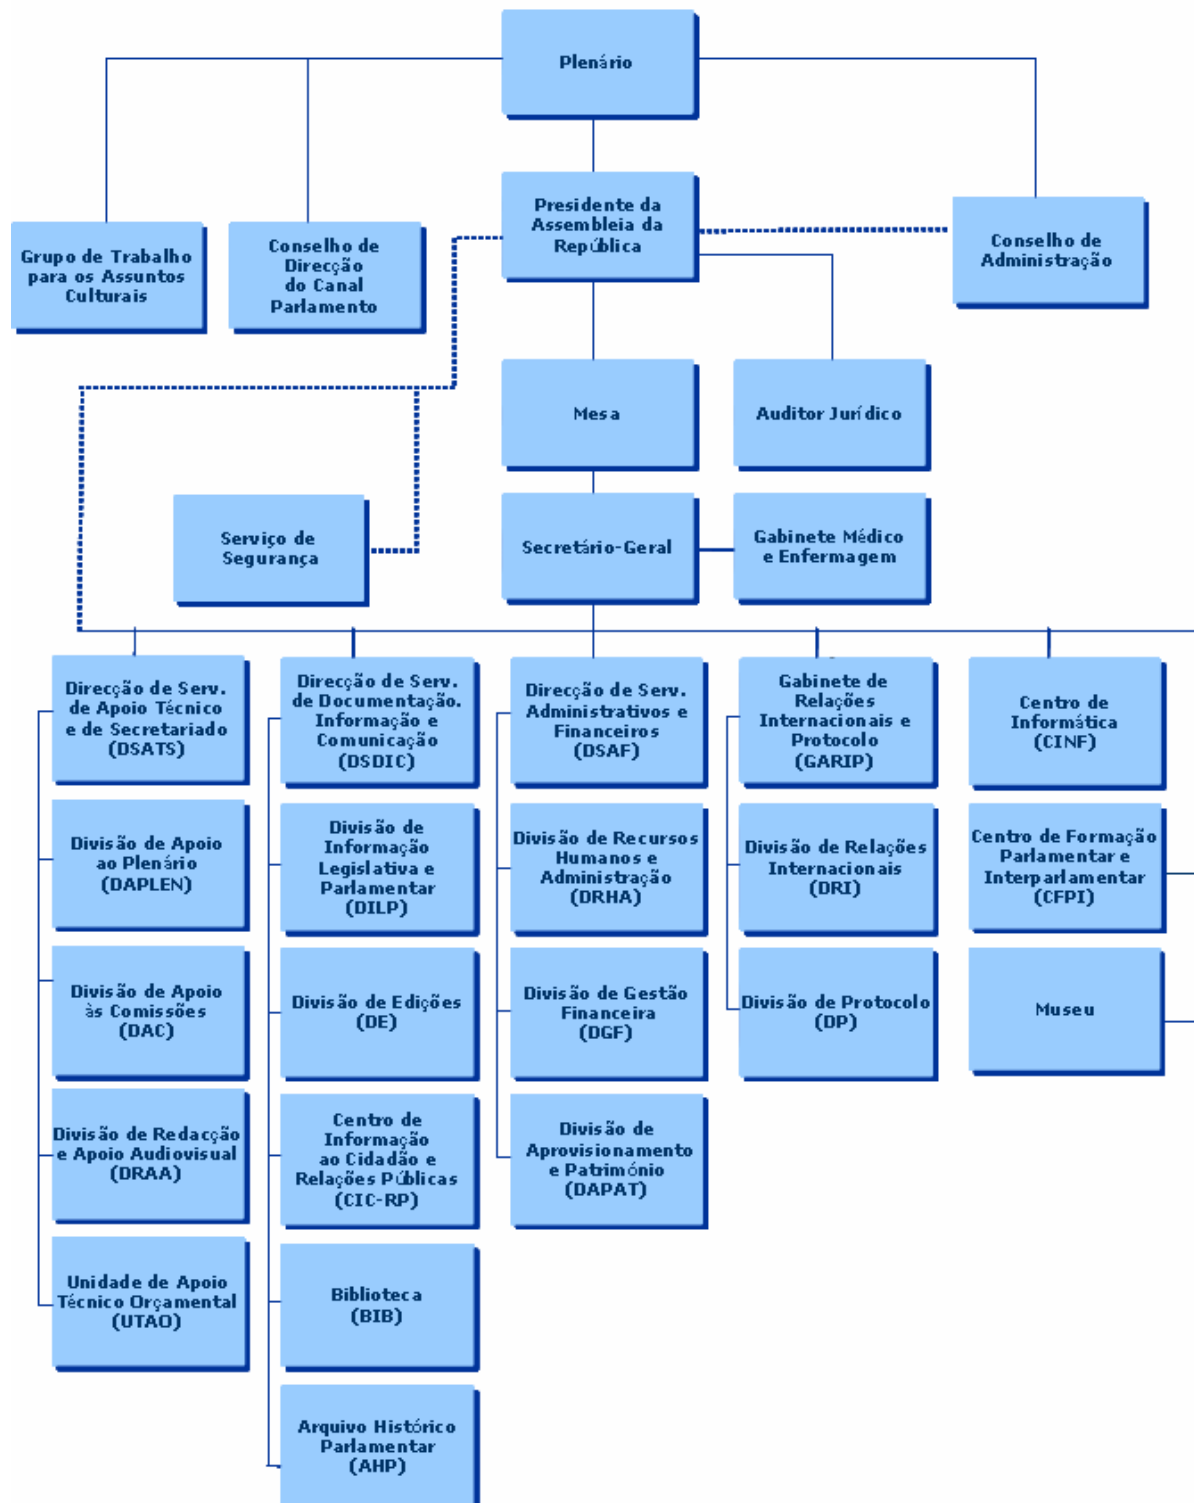 Plenário
Presidente da
Assembleia da
República
Grupo de Trabalho
para os Assuntos
Culturais
Conselho de
Direcção
do Canal
Parlamento
Conselho de
Administração
Mesa
Auditor Jurídico
Serviço de
Segurança
Secretário-Geral
Gabinete Médico
e Enfermagem
Direcção de Serv.
de Apoio Técnico
e de Secretariado
(DSATS)
Direcção de Serv.
de Documentação.
Informação e
Comunicação
(DSDIC)
Direcção de Serv.
Administrativos e
Financeiros
(DSAF)
Gabinete de
Relações
Internacionais e
Protocolo
(GARIP)
Centro de
Informática
(CINF)
Divisão de Apoio
ao Plenário
(DAPLEN)
Divisão de
Informação
Legislativa e
Parlamentar
(DILP)
Divisão de Recursos
Humanos e
Administração
(DRHA)
Divisão de Relações
Internacionais
(DRI)
Centro de Formação
Parlamentar e
Interparlamentar
(CFPI)
Divisão de Apoio
às Comissões
(DAC)
Divisão de Edições
(DE)
Divisão de Gestão
Financeira
(DGF)
Divisão de Protocolo
(DP)
Museu
Divisão de Redacção
e Apoio Audiovisual
(DRAA)
Centro de
Informação
ao Cidadão e
Relações Públicas
(CIC-RP)
Divisão de
Aprovisionamento
e Património
(DAPAT)
Unidade de Apoio
Técnico Orçamental
(UTAO)
Biblioteca
(BIB)
Arquivo Histórico
Parlamentar
(AHP)